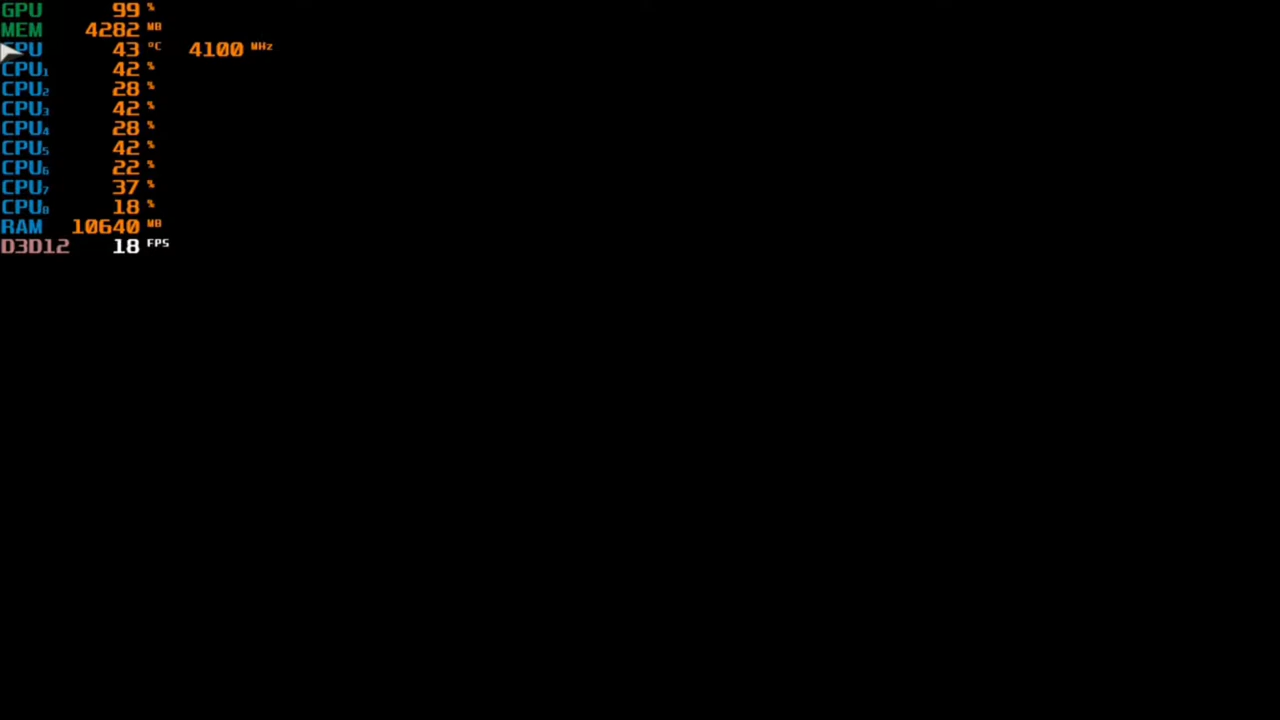 GPU 99 %
MEM 4282 MB
CPU 43 °C 4100 MHz
CPU1 42 %
CPU2 28 %
CPU3 42 %
CPU4 28 %
CPU5 42 %
CPU6 22 %
CPU7 37 %
CPU8 18 %
RAM 10640 MB
D3D12 18 FPS